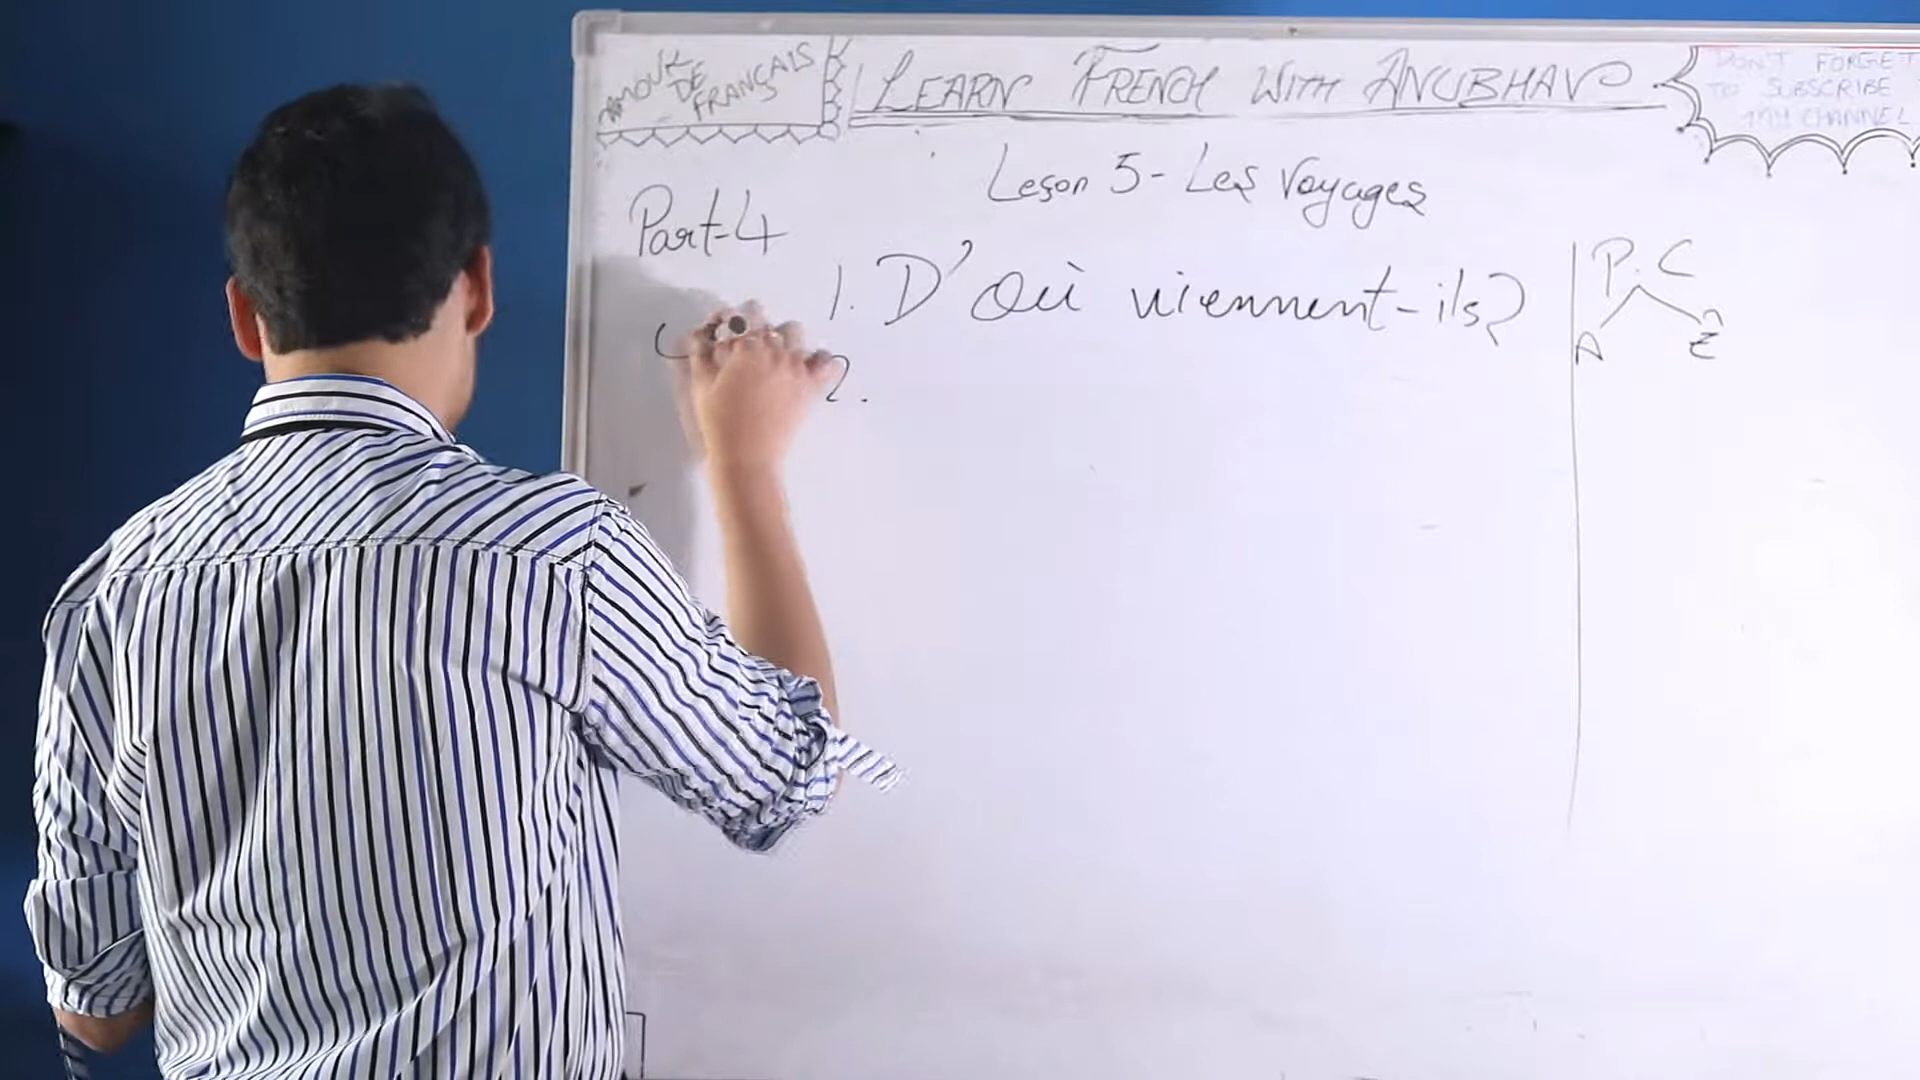 AMOUR
DE
FRANÇAIS
LEARN FRENCH WITH ANUBHAV
DON'T FORGET
TO SUBSCRIBE
MY CHANNEL
Leson 5 - Les Voyages
Part-4
1. D'Où viennent-ils?
P.C
A E
2.